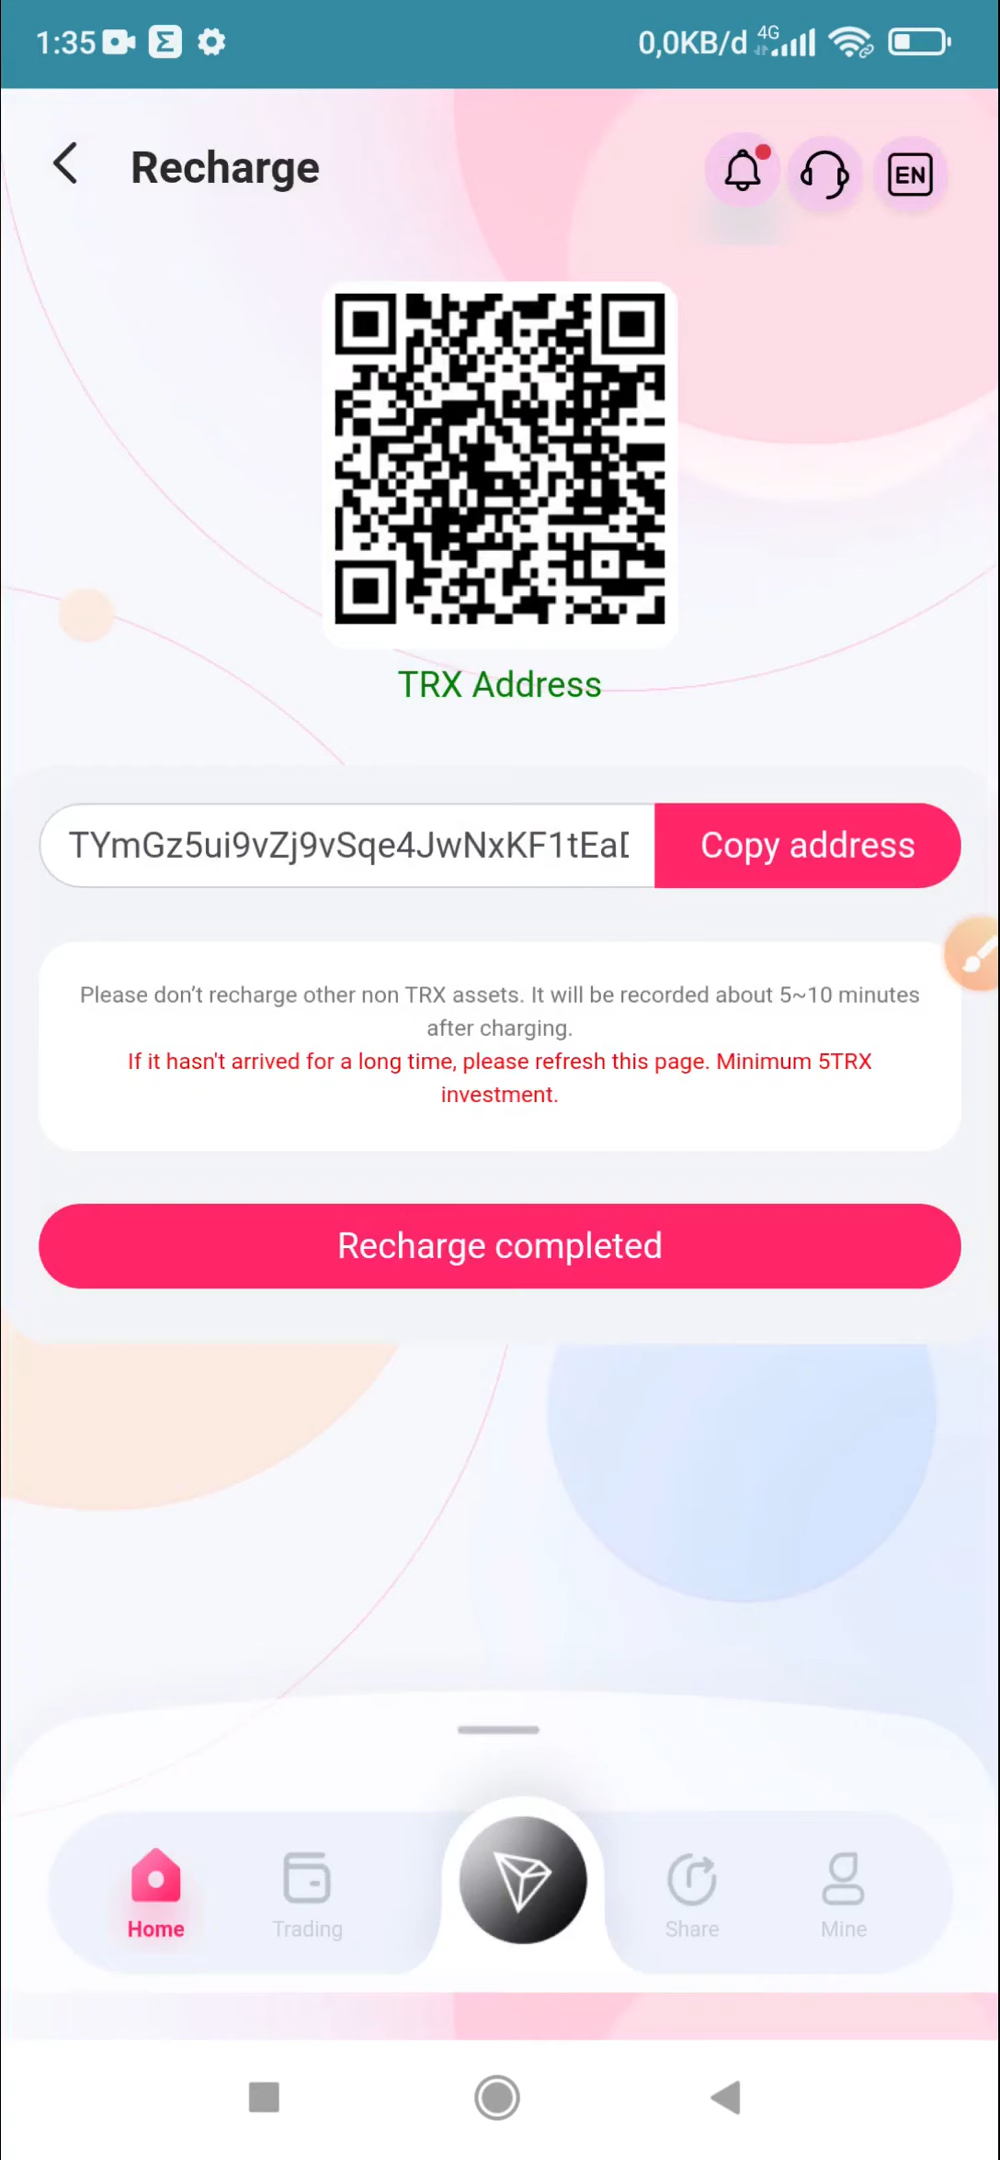 1:35
0,0KB/d 4G
Recharge
EN
TRX Address
TYmGz5ui9vZj9vSqe4JwNxKF1tEa
Copy address
Please don’t recharge other non TRX assets. It will be recorded about 5~10 minutes
after charging.
If it hasn't arrived for a long time, please refresh this page. Minimum 5TRX
investment.
Recharge completed
Home
Trading
Share
Mine